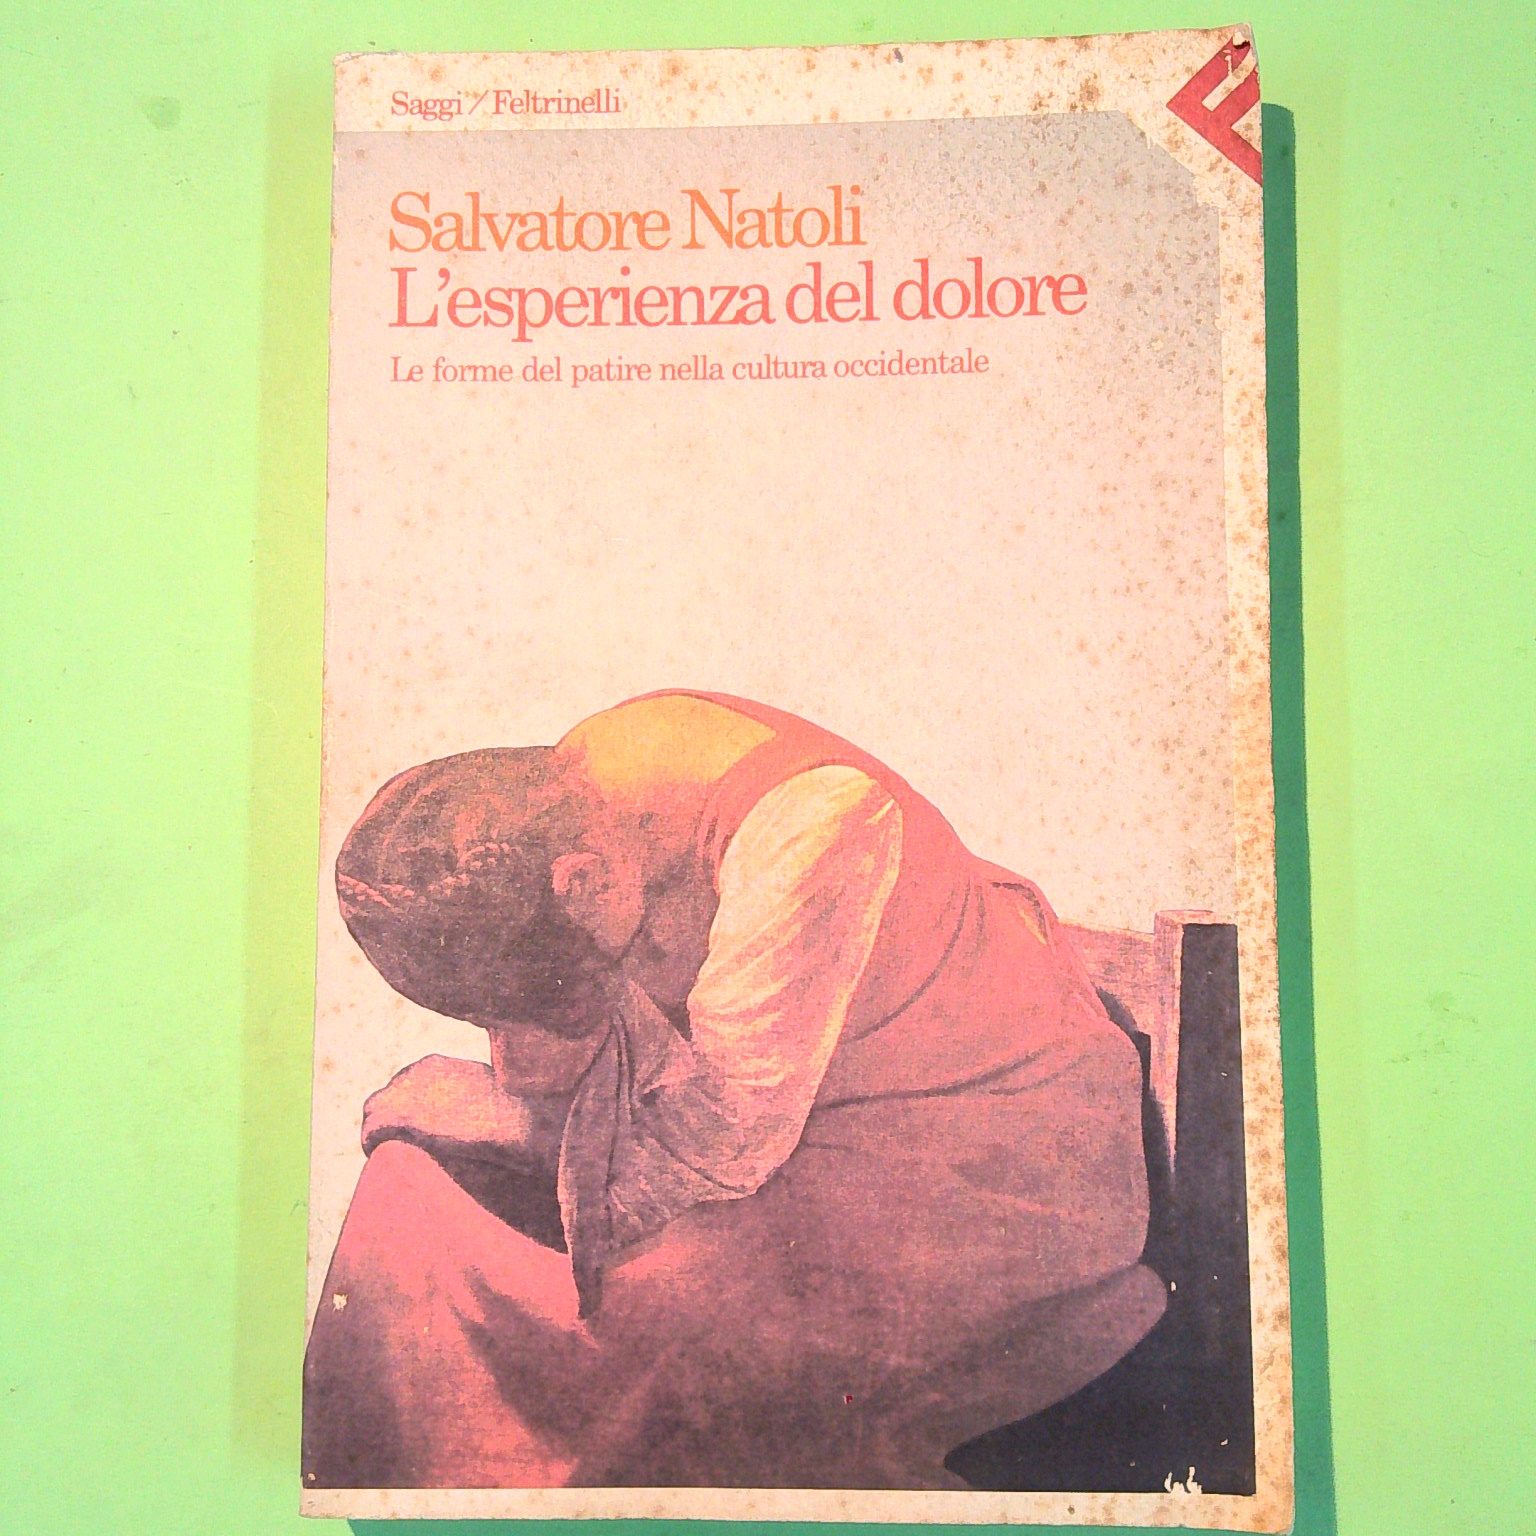 Saggi / Feltrinelli
Salvatore Natoli
L'esperienza del dolore
Le forme del patire nella cultura occidentale